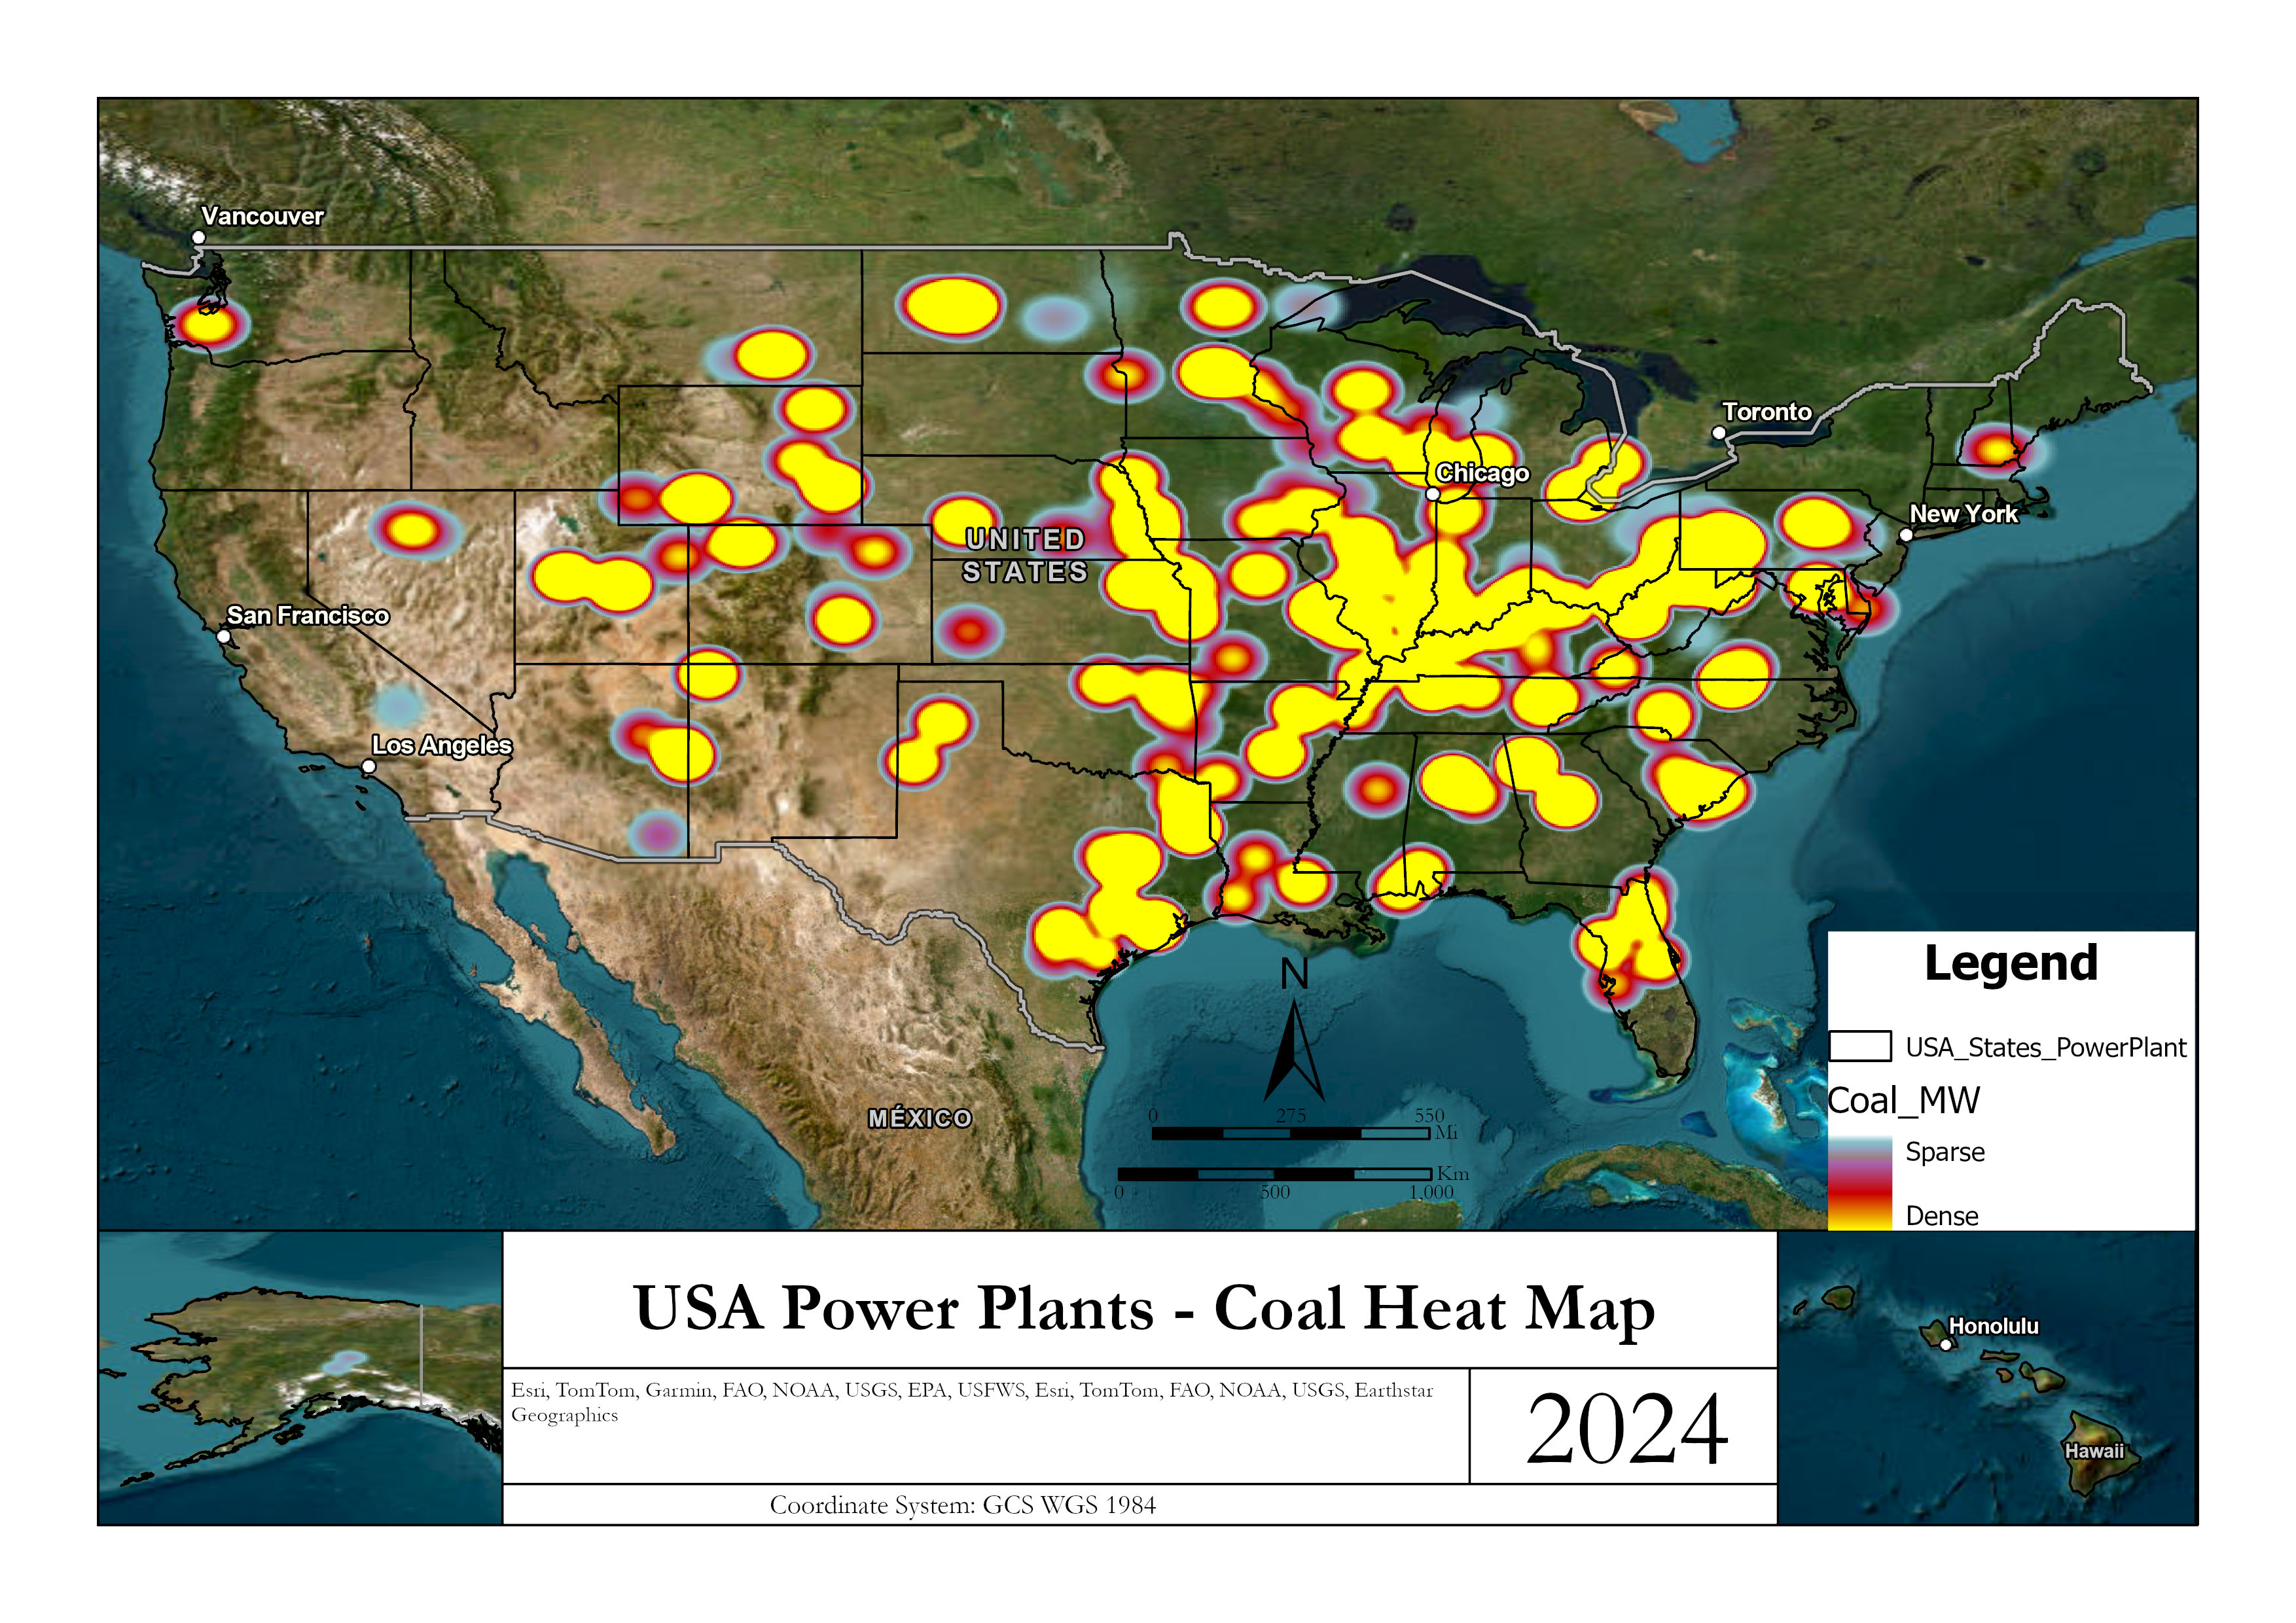 Vancouver
Toronto
Chicago
New York
UNITED
STATES
San Francisco
Los Angeles
MÉXICO
N
0 275 550
Mi
Km
0 500 1,000
Legend
USA_States_PowerPlant
Coal_MW
Sparse
Dense
USA Power Plants - Coal Heat Map
Esri, TomTom, Garmin, FAO, NOAA, USGS, EPA, USFWS, Esri, TomTom, FAO, NOAA, USGS, Earthstar
Geographics
2024
Coordinate System: GCS WGS 1984
Honolulu
Hawaii